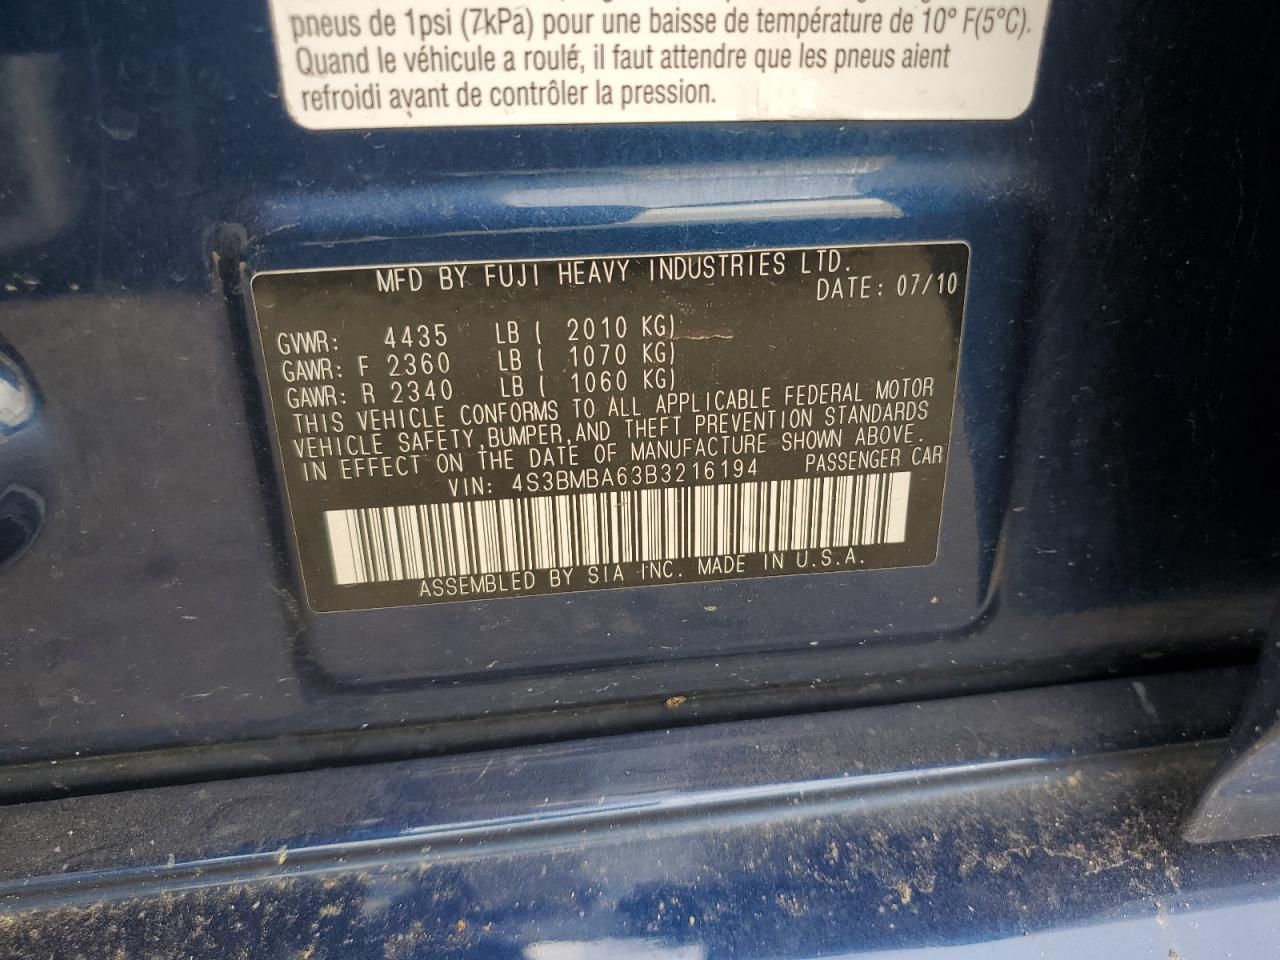 pneus de 1psi (7kPa) pour une baisse de température de 10° F(5°C).
Quand le véhicule a roulé, il faut attendre que les pneus aient
refroidi avant de contrôler la pression.
MFD BY FUJI HEAVY INDUSTRIES LTD.
DATE: 07/10
GVWR: 4435 LB ( 2010 KG)
GAWR: F 2360 LB ( 1070 KG)
GAWR: R 2340 LB ( 1060 KG)
THIS VEHICLE CONFORMS TO ALL APPLICABLE FEDERAL MOTOR
VEHICLE SAFETY,BUMPER,AND THEFT PREVENTION STANDARDS
IN EFFECT ON THE DATE OF MANUFACTURE SHOWN ABOVE.
VIN: 4S3BMBA63B3216194 PASSENGER CAR
ASSEMBLED BY SIA INC. MADE IN U.S.A.